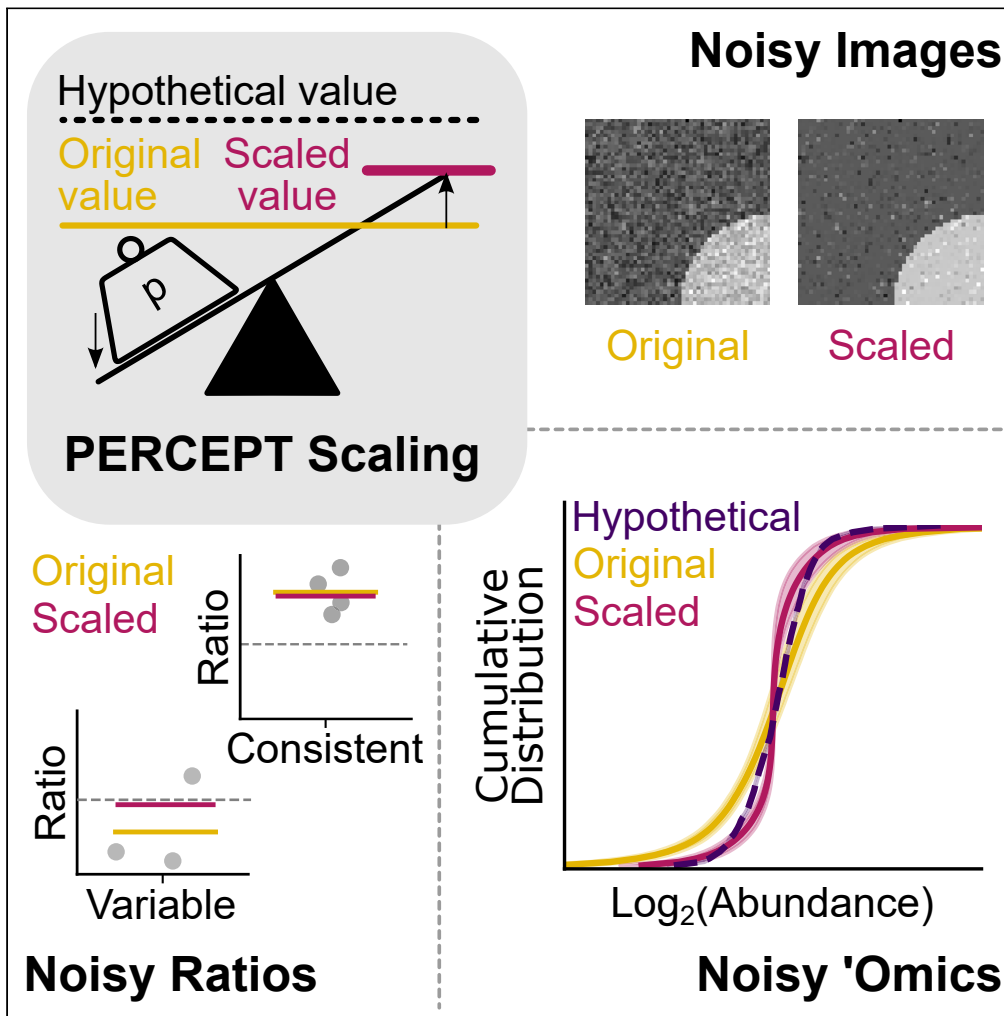 Hypothetical value
Original value
Scaled value
p
PERCEPT Scaling
Noisy Images
Original
Scaled
Original
Scaled
Ratio
Consistent
Ratio
Variable
Noisy Ratios
Hypothetical
Original
Scaled
Cumulative
Distribution
Log₂(Abundance)
Noisy 'Omics